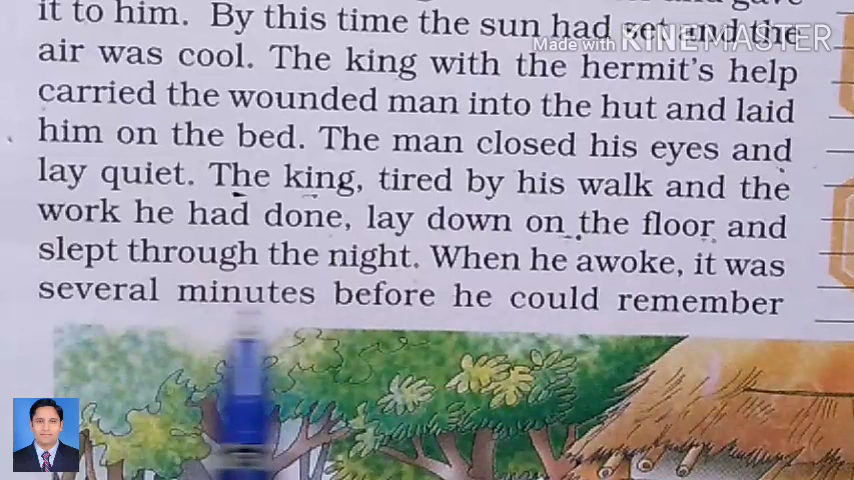 it to him. By this time the sun had set and the
Made with KINEMASTER
air was cool. The king with the hermit's help
carried the wounded man into the hut and laid
him on the bed. The man closed his eyes and
lay quiet. The king, tired by his walk and the
work he had done, lay down on the floor and
slept through the night. When he awoke, it was
several minutes before he could remember